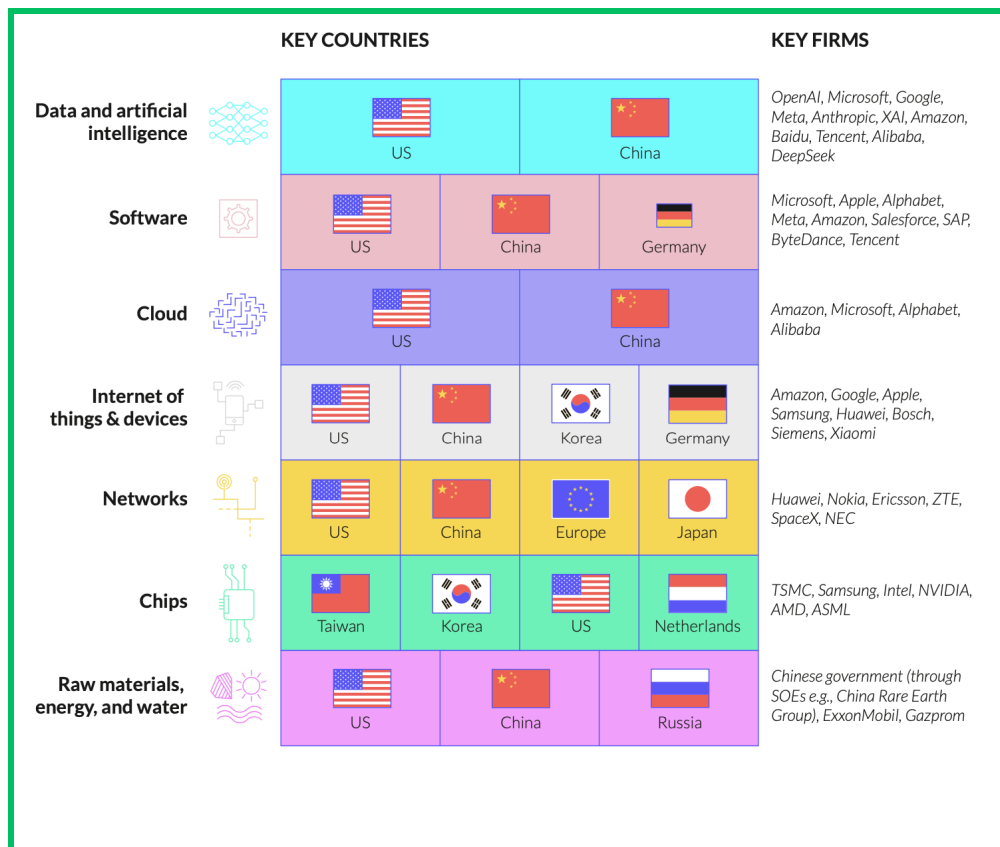 KEY COUNTRIES
KEY FIRMS
Data and artificial
intelligence
US
China
OpenAI, Microsoft, Google,
Meta, Anthropic, XAI, Amazon,
Baidu, Tencent, Alibaba,
DeepSeek
Software
US
China
Germany
Microsoft, Apple, Alphabet,
Meta, Amazon, Salesforce, SAP,
ByteDance, Tencent
Cloud
US
China
Amazon, Microsoft, Alphabet,
Alibaba
Internet of
things & devices
US
China
Korea
Germany
Amazon, Google, Apple,
Samsung, Huawei, Bosch,
Siemens, Xiaomi
Networks
US
China
Europe
Japan
Huawei, Nokia, Ericsson, ZTE,
SpaceX, NEC
Chips
Taiwan
Korea
US
Netherlands
TSMC, Samsung, Intel, NVIDIA,
AMD, ASML
Raw materials,
energy, and water
US
China
Russia
Chinese government (through
SOEs e.g., China Rare Earth
Group), ExxonMobil, Gazprom